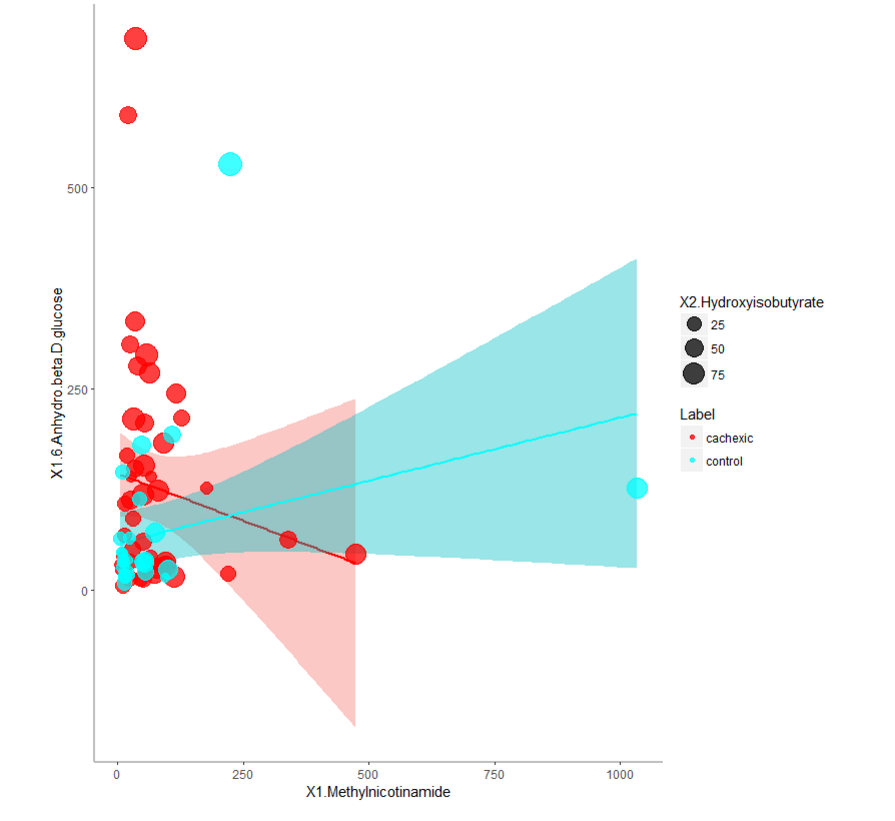 X1.6.Anhydro.beta.D.glucose
500
250
0
0
250
500
750
1000
X1.Methylnicotinamide
X2.Hydroxyisobutyrate
25
50
75
Label
cachexic
control